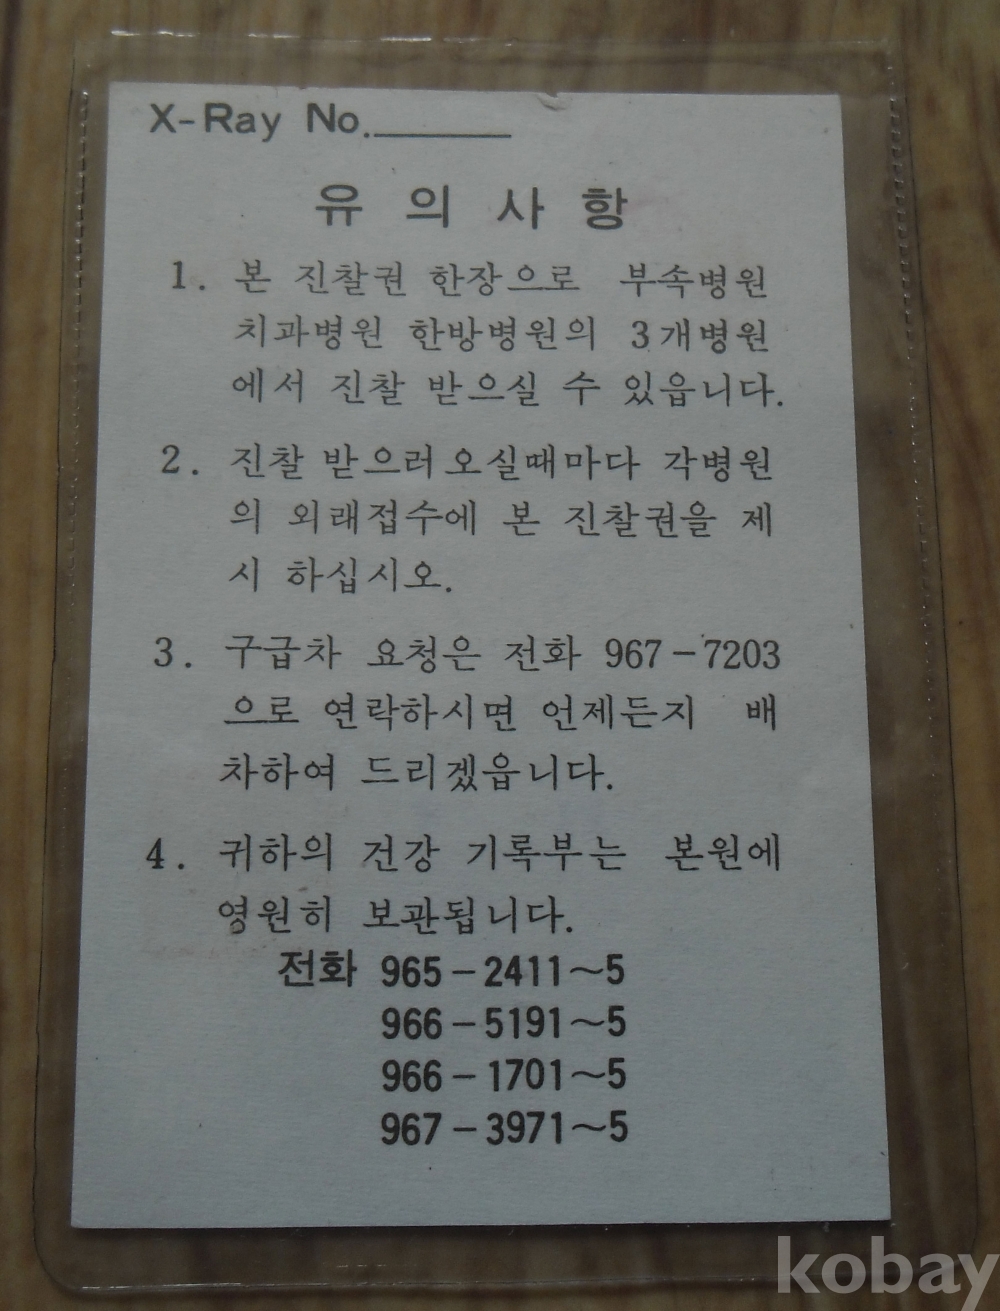 X-Ray No.
유 의 사 항
1. 본 진찰권 한장으로 부속병원
치과병원 한방병원의 3개병원
에서 진찰 받으실 수 있읍니다.
2. 진찰 받으러 오실때마다 각병원
의 외래접수에 본 진찰권을 제
시 하십시오.
3. 구급차 요청은 전화 967-7203
으로 연락하시면 언제든지 배
차하여 드리겠읍니다.
4. 귀하의 건강 기록부는 본원에
영원히 보관됩니다.
전화 965-2411~5
966-5191~5
966-1701~5
967-3971~5
kobay